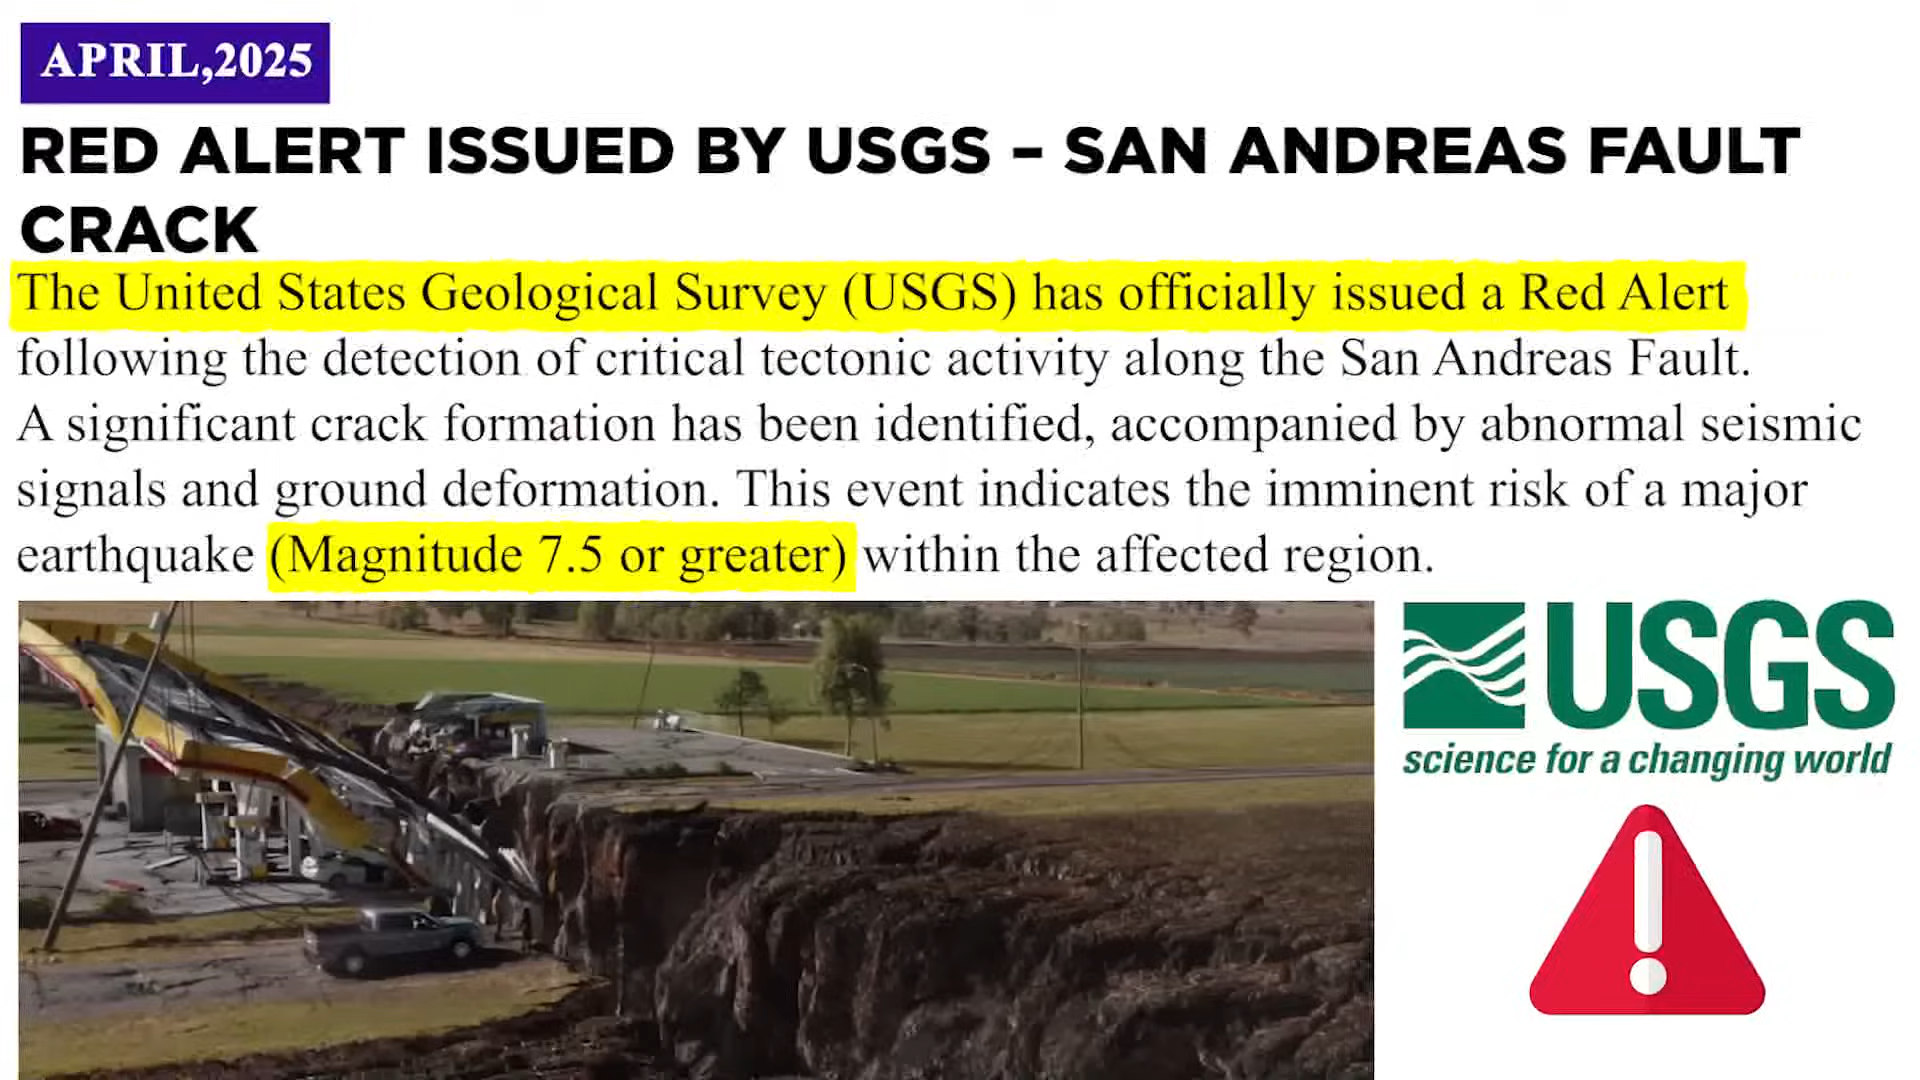 APRIL,2025
RED ALERT ISSUED BY USGS – SAN ANDREAS FAULT
CRACK
The United States Geological Survey (USGS) has officially issued a Red Alert
following the detection of critical tectonic activity along the San Andreas Fault.
A significant crack formation has been identified, accompanied by abnormal seismic
signals and ground deformation. This event indicates the imminent risk of a major
earthquake (Magnitude 7.5 or greater) within the affected region.
USGS
science for a changing world